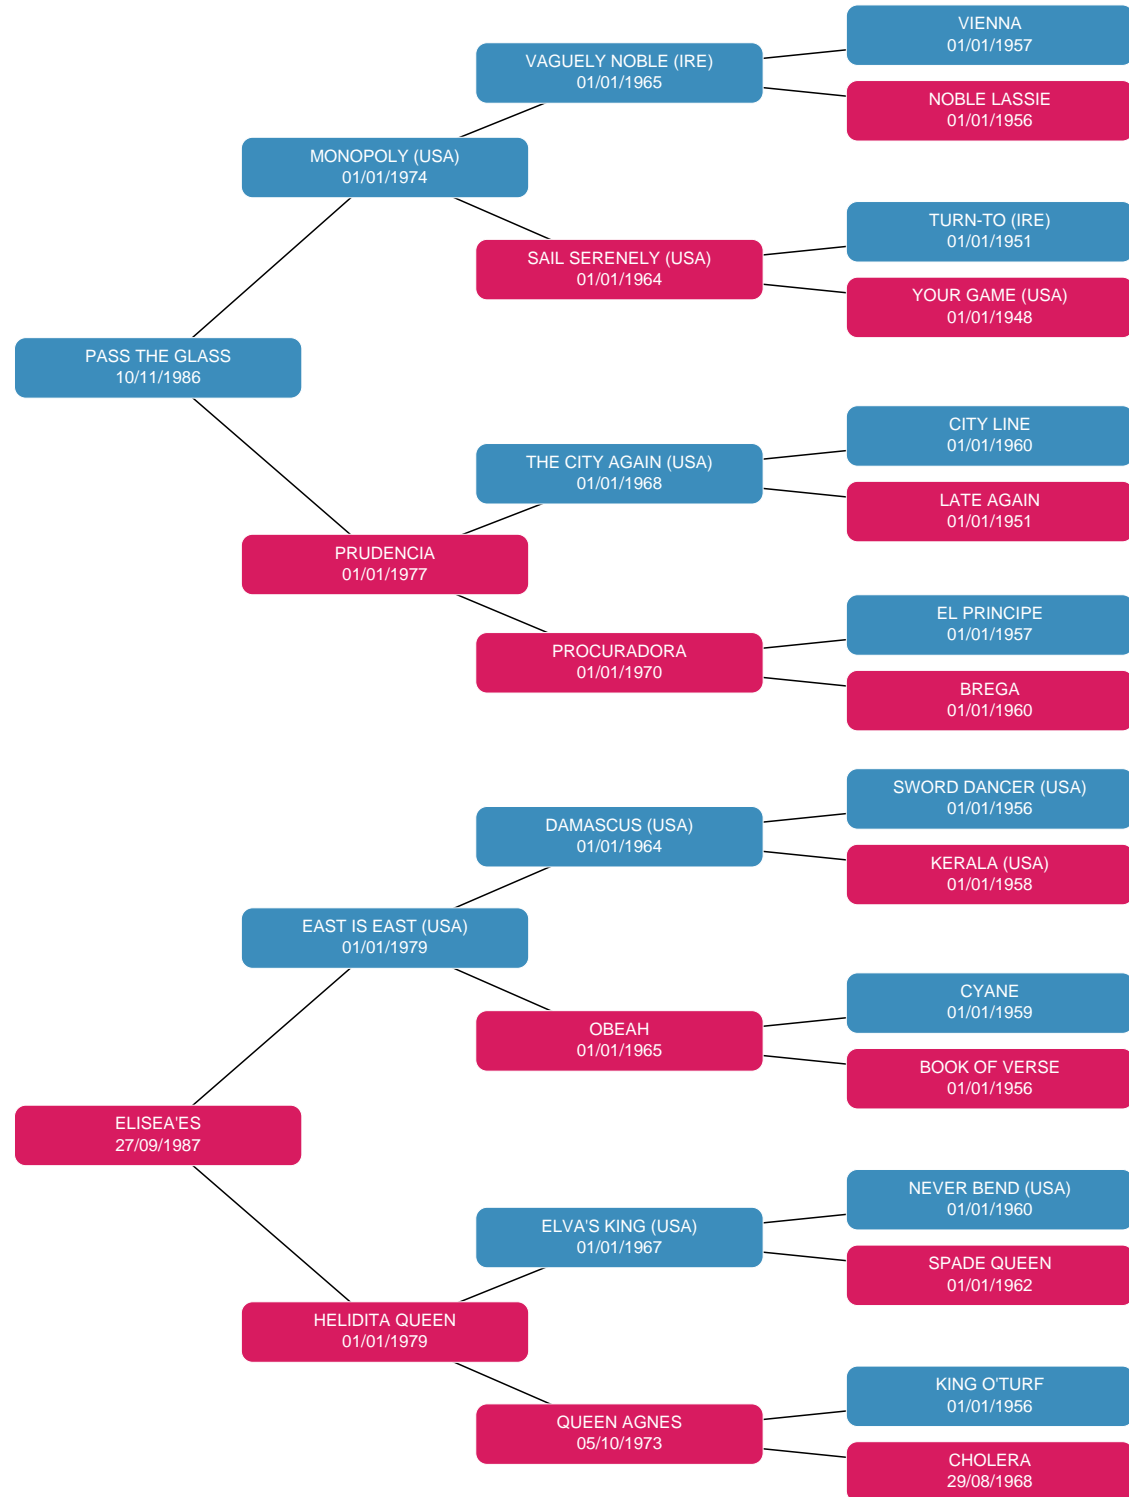 VIENNA
01/01/1957
VAGUELY NOBLE (IRE)
01/01/1965
NOBLE LASSIE
01/01/1956
MONOPOLY (USA)
01/01/1974
TURN-TO (IRE)
01/01/1951
SAIL SERENELY (USA)
01/01/1964
YOUR GAME (USA)
01/01/1948
PASS THE GLASS
10/11/1986
CITY LINE
01/01/1960
THE CITY AGAIN (USA)
01/01/1968
LATE AGAIN
01/01/1951
PRUDENCIA
01/01/1977
EL PRINCIPE
01/01/1957
PROCURADORA
01/01/1970
BREGA
01/01/1960
SWORD DANCER (USA)
01/01/1956
DAMASCUS (USA)
01/01/1964
KERALA (USA)
01/01/1958
EAST IS EAST (USA)
01/01/1979
CYANE
01/01/1959
OBEAH
01/01/1965
BOOK OF VERSE
01/01/1956
ELISEA'ES
27/09/1987
NEVER BEND (USA)
01/01/1960
ELVA'S KING (USA)
01/01/1967
SPADE QUEEN
01/01/1962
HELIDITA QUEEN
01/01/1979
KING O'TURF
01/01/1956
QUEEN AGNES
05/10/1973
CHOLERA
29/08/1968